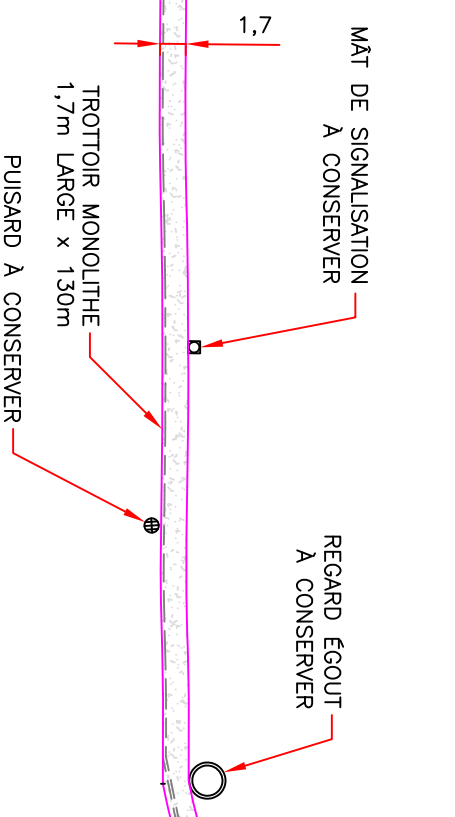 1,7
MÂT DE SIGNALISATION
À CONSERVER
TROTTOIR MONOLITHE
1,7m LARGE x 130m
PUISARD À CONSERVER
REGARD ÉGOUT
À CONSERVER